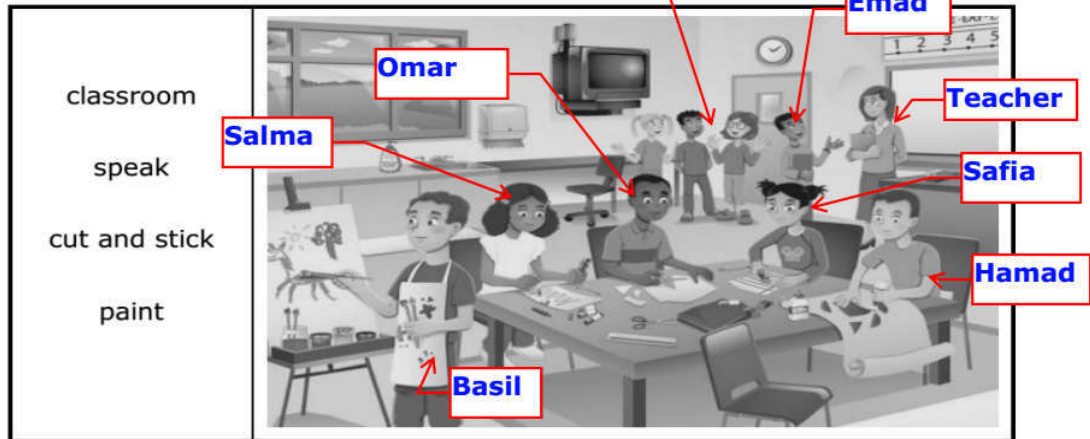 Emad
Omar
classroom
Teacher
Salma
speak
Safia
cut and stick
Hamad
paint
Basil
1 2 3 4 5